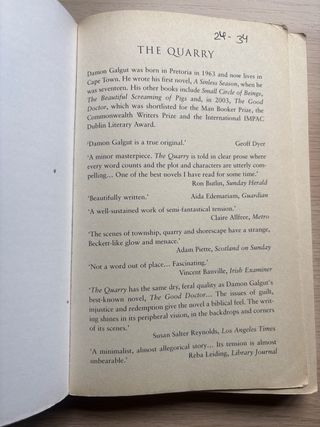 24-34
THE QUARRY
Damon Galgut was born in Pretoria in 1963 and now lives in
Cape Town. He wrote his first novel, A Sinless Season, when he
was seventeen. His other books include Small Circle of Beings,
The Beautiful Screaming of Pigs and, in 2003, The Good
Doctor, which was shortlisted for the Man Booker Prize, the
Commonwealth Writers Prize and the International IMPAC
Dublin Literary Award.
'Damon Galgut is a true original.' Geoff Dyer
'A minor masterpiece. The Quarry is told in clear prose where
every word counts and the plot and characters are utterly com-
pelling... One of the best novels I have read for some time.'
Ron Butlin, Sunday Herald
'Beautifully written.' Aida Edemariam, Guardian
'A well-sustained work of semi-fantastical tension.'
Claire Allfree, Metro
'The scenes of township, quarry and shorescape have a strange,
Beckett-like glow and menace.'
Adam Piette, Scotland on Sunday
'Not a word out of place... Fascinating.'
Vincent Banville, Irish Examiner
'The Quarry has the same dry, feral quality as Damon Galgut's
best-known novel, The Good Doctor... The issues of guilt,
injustice and redemption give the novel a biblical feel. The writ-
ing shines in its peripheral vision, in the backdrops and corners
of its scenes.'
Susan Salter Reynolds, Los Angeles Times
'A minimalist, almost allegorical story... Its tension is almost
unbearable.' Reba Leiding, Library Journal